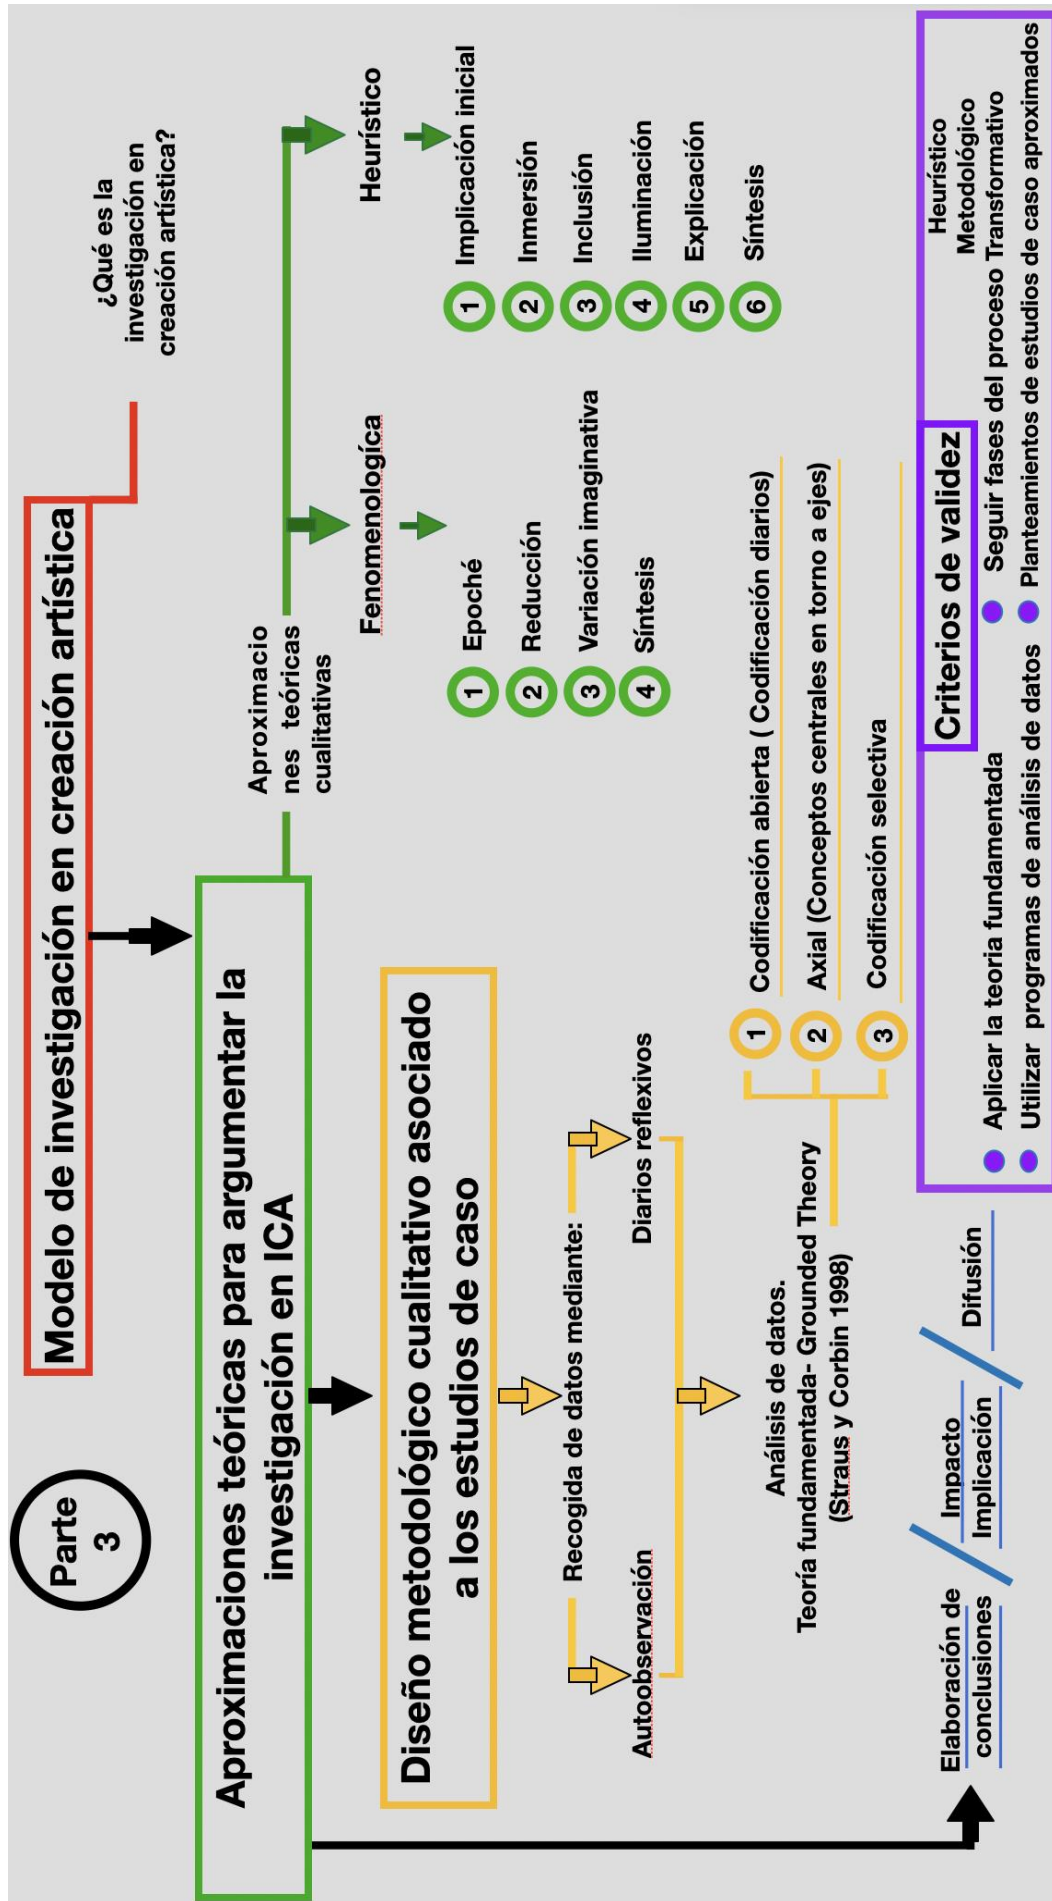 Parte
3
Modelo de investigación en creación artística
¿Qué es la
investigación en
creación artística?
Aproximaciones teóricas para argumentar la
investigación en ICA
Aproximacio
nes teóricas
cualitativas
Fenomenologíca
1 Epoché
2 Reducción
3 Variación imaginativa
4 Síntesis
Heurístico
1 Implicación inicial
2 Inmersión
3 Inclusión
4 Iluminación
5 Explicación
6 Síntesis
Diseño metodológico cualitativo asociado
a los estudios de caso
Recogida de datos mediante:
Autoobservación
Diarios reflexivos
Análisis de datos.
Teoría fundamentada- Grounded Theory
(Straus y Corbin 1998)
1 Codificación abierta ( Codificación diarios)
2 Axial (Conceptos centrales en torno a ejes)
3 Codificación selectiva
Elaboración de
conclusiones
Impacto
Implicación
Difusión
Criterios de validez
Heurístico
Metodológico
Aplicar la teoria fundamentada
Utilizar programas de análisis de datos
Seguir fases del proceso Transformativo
Planteamientos de estudios de caso aproximados